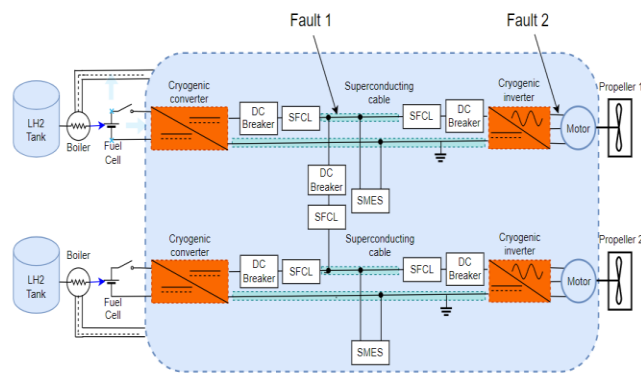 Fault 1
Fault 2
Cryogenic
converter
Superconducting
cable
Cryogenic
inverter
Propeller 1
LH2
Tank
Boiler
Fuel
Cell
DC
Breaker
SFCL
SFCL
DC
Breaker
Motor
DC
Breaker
SFCL
SMES
Cryogenic
converter
Superconducting
cable
Cryogenic
inverter
Propeller 2
LH2
Tank
Boiler
Fuel
Cell
DC
Breaker
SFCL
SFCL
DC
Breaker
Motor
SMES